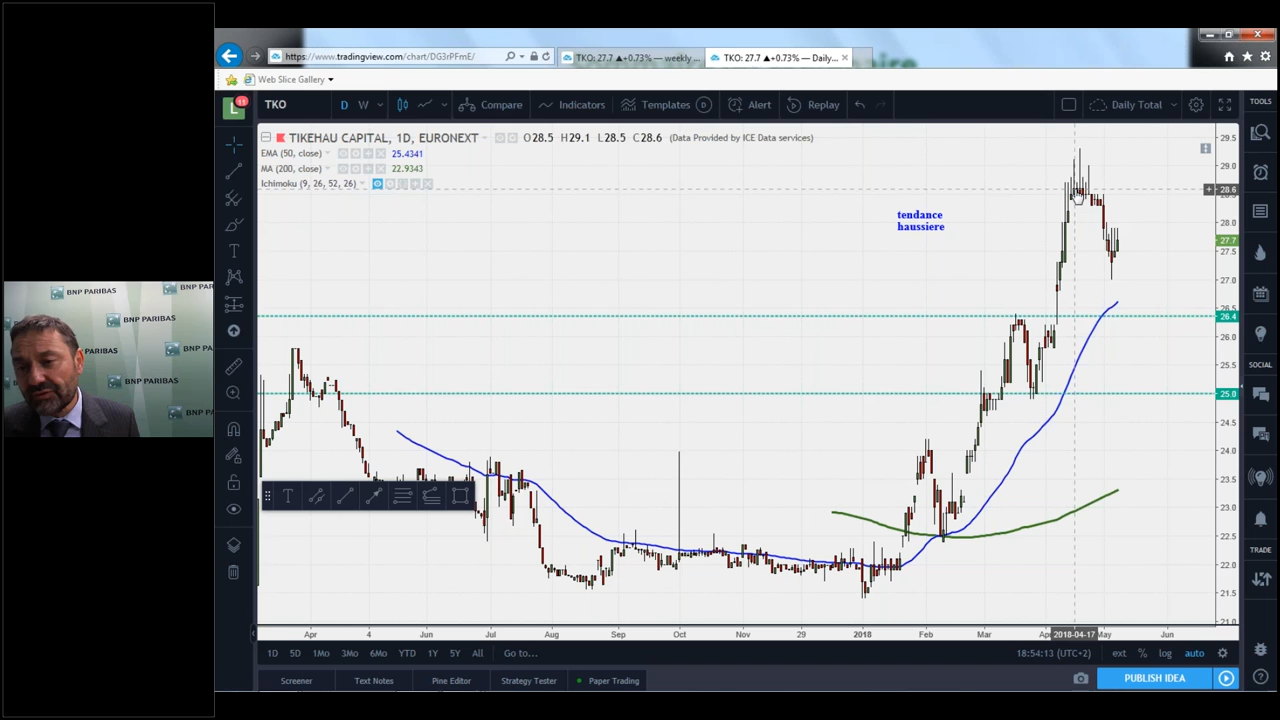 https://www.tradingview.com/chart/DG3rPFmE/
TKO: 27.7 ▲+0.73% — weekly ...
TKO: 27.7 ▲+0.73% — Daily...
Web Slice Gallery
11
TKO
D
W
Compare
Indicators
Templates
D
Alert
Replay
Daily Total
TOOLS
TIKEHAU CAPITAL, 1D, EURONEXT
O28.5 H29.1 L28.5 C28.6 (Data Provided by ICE Data services)
EMA (50, close)
25.4341
MA (200, close)
22.9343
Ichimoku (9, 26, 52, 26)
29.5
29.0
28.6
28.0
27.7
27.5
27.0
26.5
26.4
25.5
25.0
24.5
24.0
23.5
23.0
22.5
22.0
21.5
21.0
tendance
haussiere
BNP PARIBAS
BNP PARIBAS
BNP PARIBAS
BNP PARIBAS
T
SOCIAL
TRADE
Apr
4
Jun
Jul
Aug
Sep
Oct
Nov
29
2018
Feb
Mar
Apr
2018-04-17
May
Jun
1D
5D
1Mo
3Mo
6Mo
YTD
1Y
5Y
All
Go to...
18:54:13 (UTC+2)
ext
%
log
auto
Screener
Text Notes
Pine Editor
Strategy Tester
Paper Trading
PUBLISH IDEA